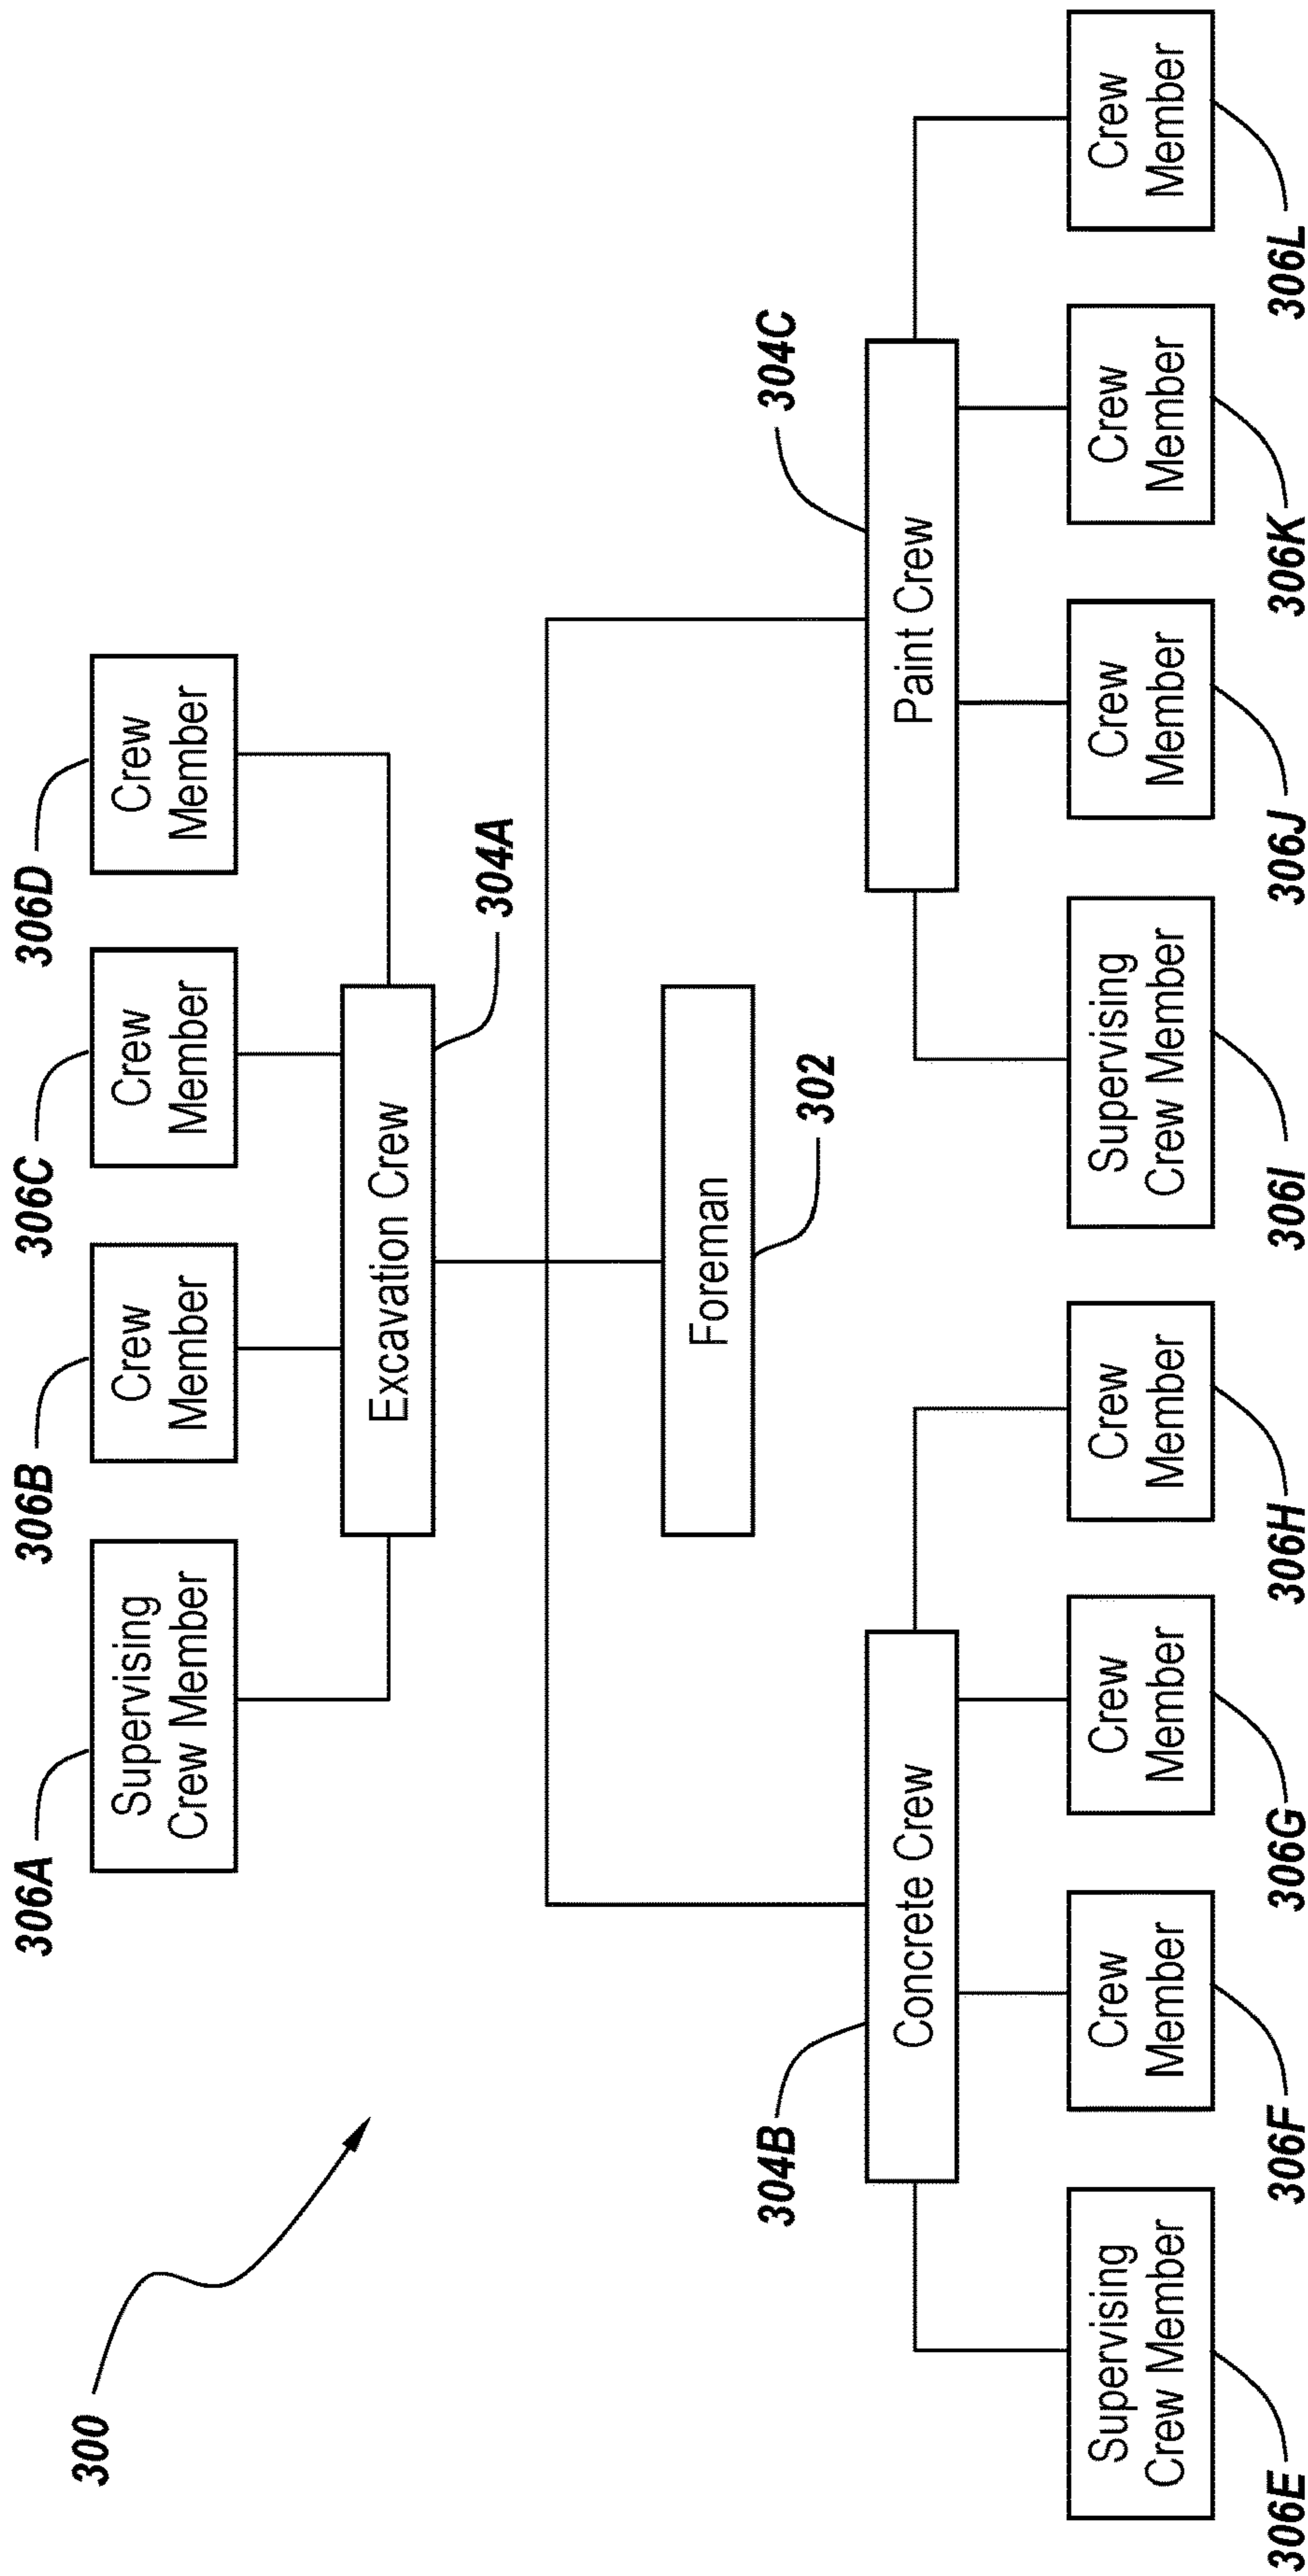 300
306A
306B
306C
306D
Supervising
Crew Member
Crew
Member
Crew
Member
Crew
Member
Excavation Crew
304A
Foreman
302
304B
304C
Concrete Crew
Paint Crew
Supervising
Crew Member
Crew
Member
Crew
Member
Crew
Member
Supervising
Crew Member
Crew
Member
Crew
Member
Crew
Member
306E
306F
306G
306H
306I
306J
306K
306L